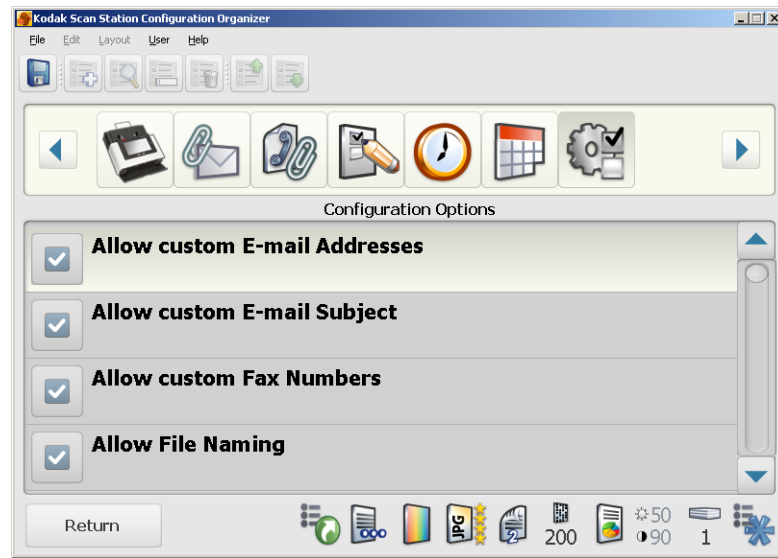 Kodak Scan Station Configuration Organizer
File Edit Layout User Help
Configuration Options
Allow custom E-mail Addresses
Allow custom E-mail Subject
Allow custom Fax Numbers
Allow File Naming
Return
JPG
2
200
50
90
1